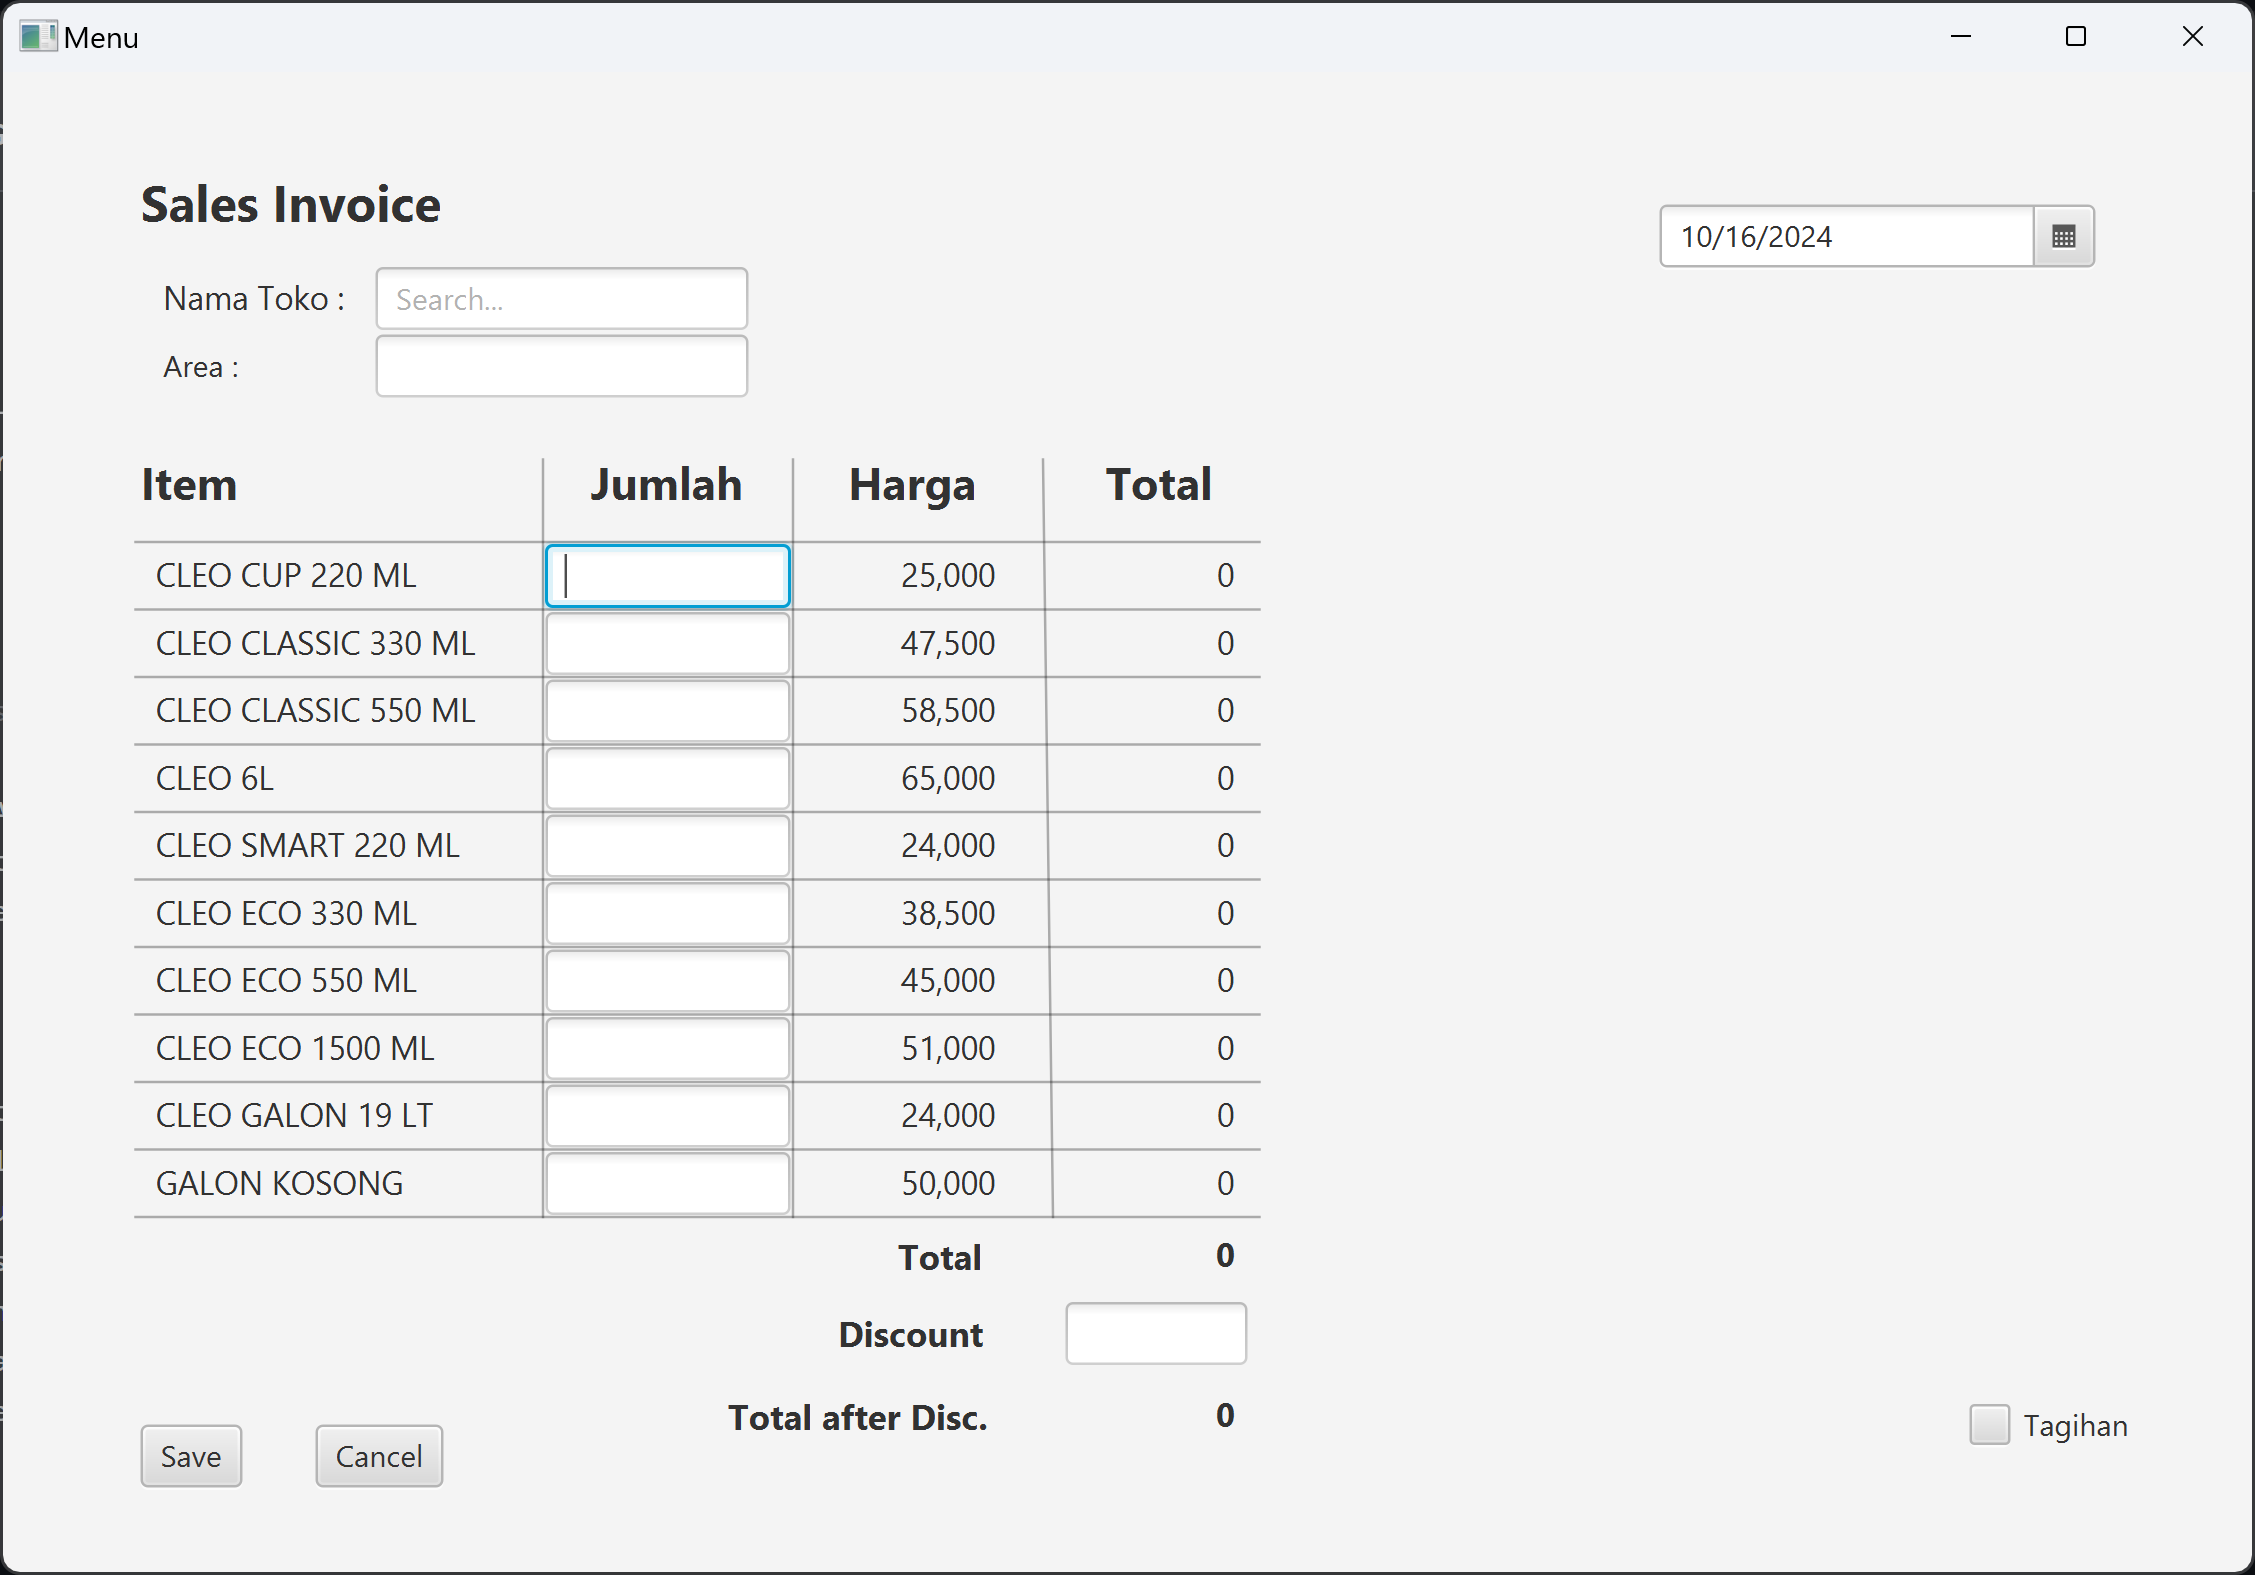 Menu
Sales Invoice
10/16/2024
Nama Toko : Search...
Area :
Item Jumlah Harga Total
CLEO CUP 220 ML 25,000 0
CLEO CLASSIC 330 ML 47,500 0
CLEO CLASSIC 550 ML 58,500 0
CLEO 6L 65,000 0
CLEO SMART 220 ML 24,000 0
CLEO ECO 330 ML 38,500 0
CLEO ECO 550 ML 45,000 0
CLEO ECO 1500 ML 51,000 0
CLEO GALON 19 LT 24,000 0
GALON KOSONG 50,000 0
Total 0
Discount
Total after Disc. 0
Tagihan
Save Cancel